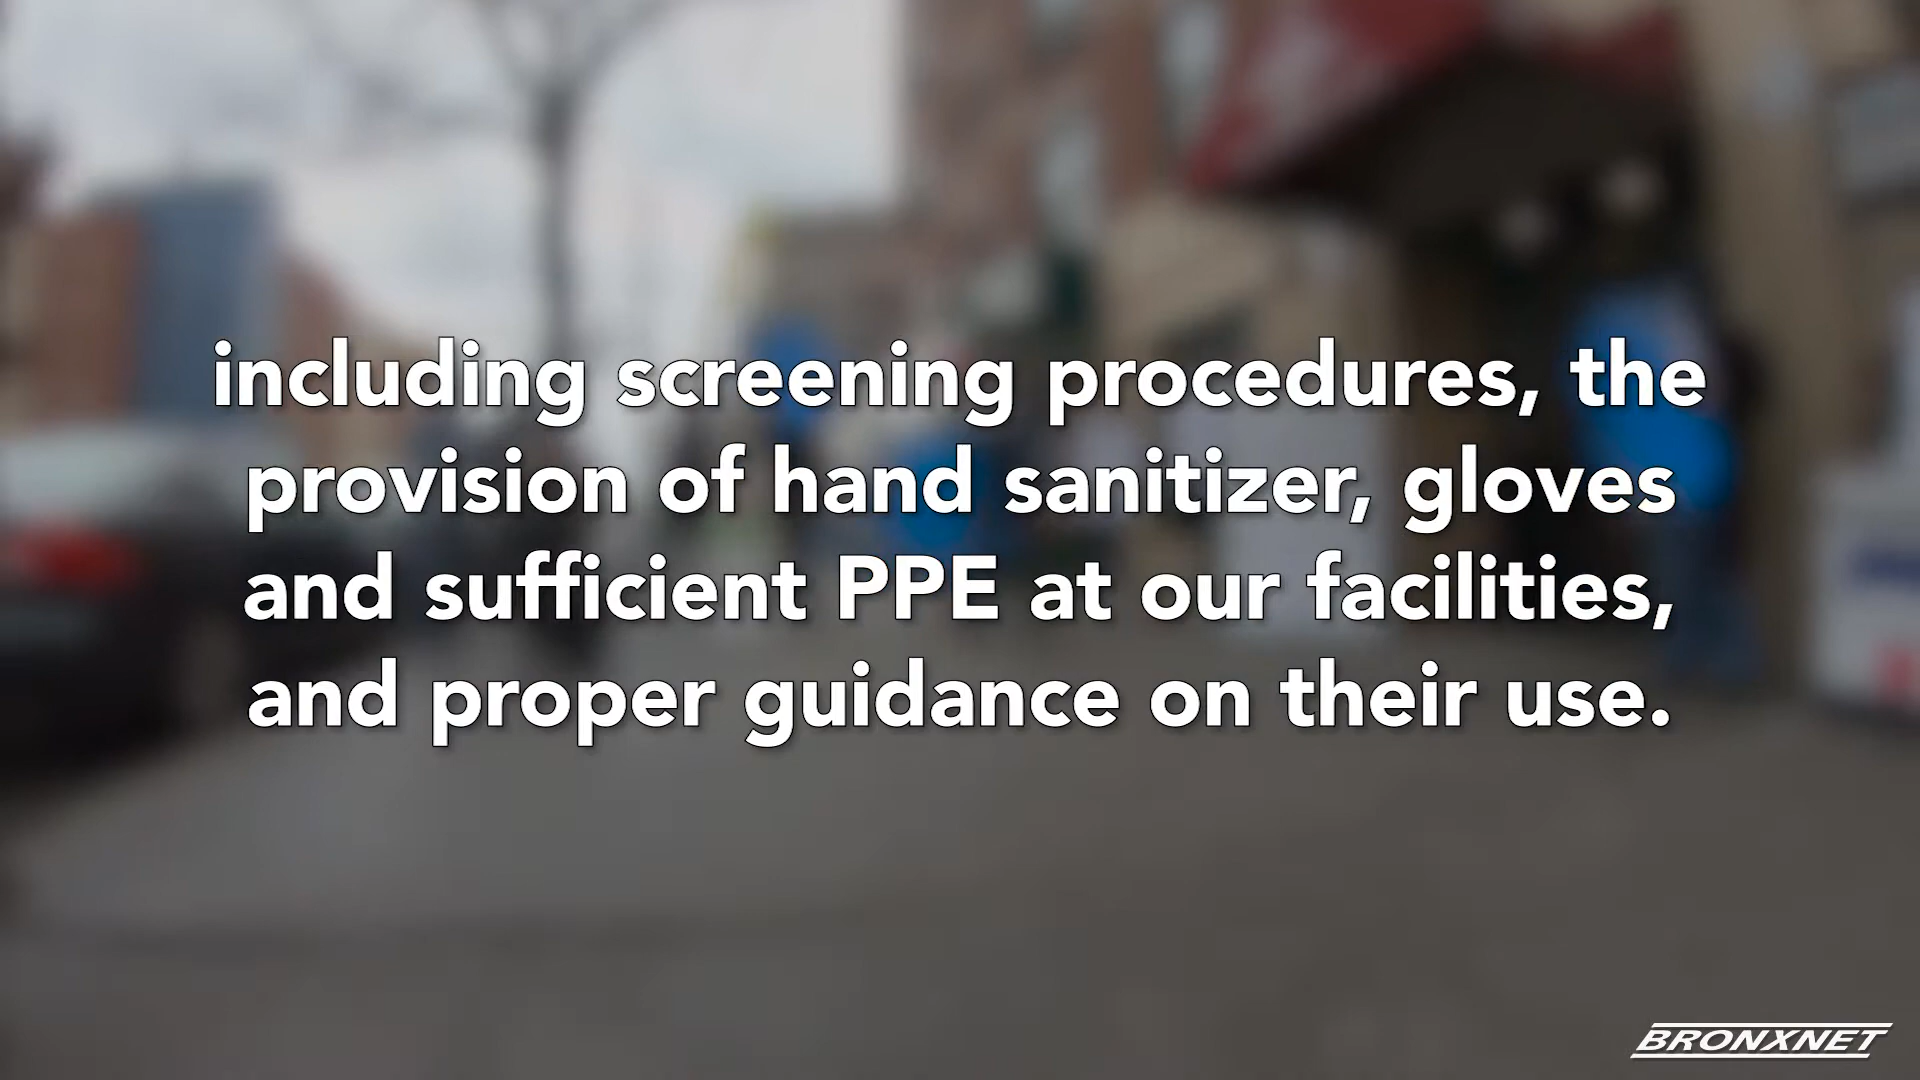 including screening procedures, the
provision of hand sanitizer, gloves
and sufficient PPE at our facilities,
and proper guidance on their use.
BRONXNET